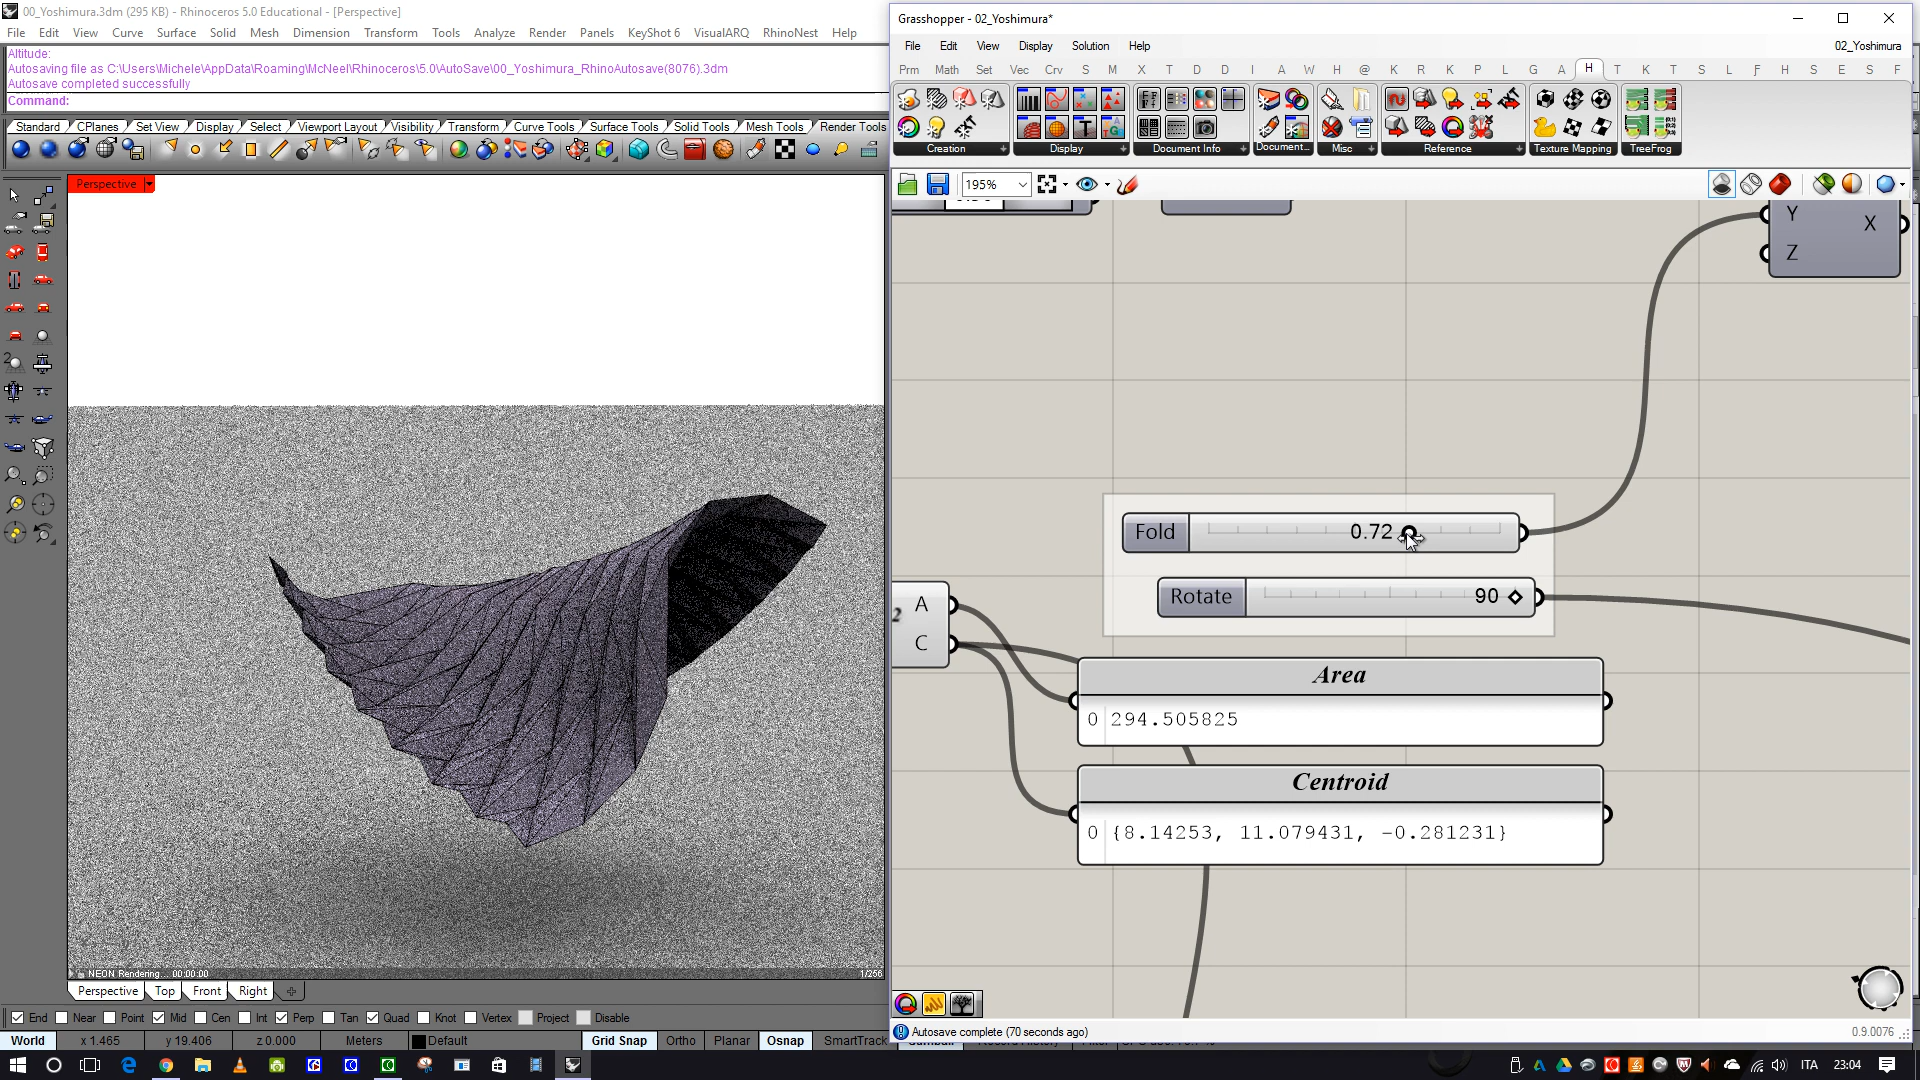 00_Yoshimura.3dm (295 KB) - Rhinoceros 5.0 Educational - [Perspective]
File Edit View Curve Surface Solid Mesh Dimension Transform Tools Analyze Render Panels KeyShot 6 VisualARQ RhinoNest Help
Altitude:
Autosaving file as C:\Users\Michele\AppData\Roaming\McNeel\Rhinoceros\5.0\AutoSave\00_Yoshimura_RhinoAutosave(8076).3dm
Autosave completed successfully
Command:
Standard CPlanes Set View Display Select Viewport Layout Visibility Transform Curve Tools Surface Tools Solid Tools Mesh Tools Render Tools
Perspective
NEON Rendering... 00:00:00 1/256
Perspective Top Front Right
End Near Point Mid Cen Int Perp Tan Quad Knot Vertex Project Disable
World x 1.465 y 19.406 z 0.000 Meters Default Grid Snap Ortho Planar Osnap SmartTrack
Grasshopper - 02_Yoshimura*
File Edit View Display Solution Help 02_Yoshimura
Prm Math Set Vec Crv S M X T D D I A W H @ K R K P L G A H T K T S L F H S E S F
Creation Display Document Info Document... Misc Reference Texture Mapping TreeFrog
195%
Y X
Z
Fold 0.72
Rotate 90
A
C
Area
0 294.505825
Centroid
0 {8.14253, 11.079431, -0.281231}
Autosave complete (70 seconds ago) 0.9.0076
ITA 23:04